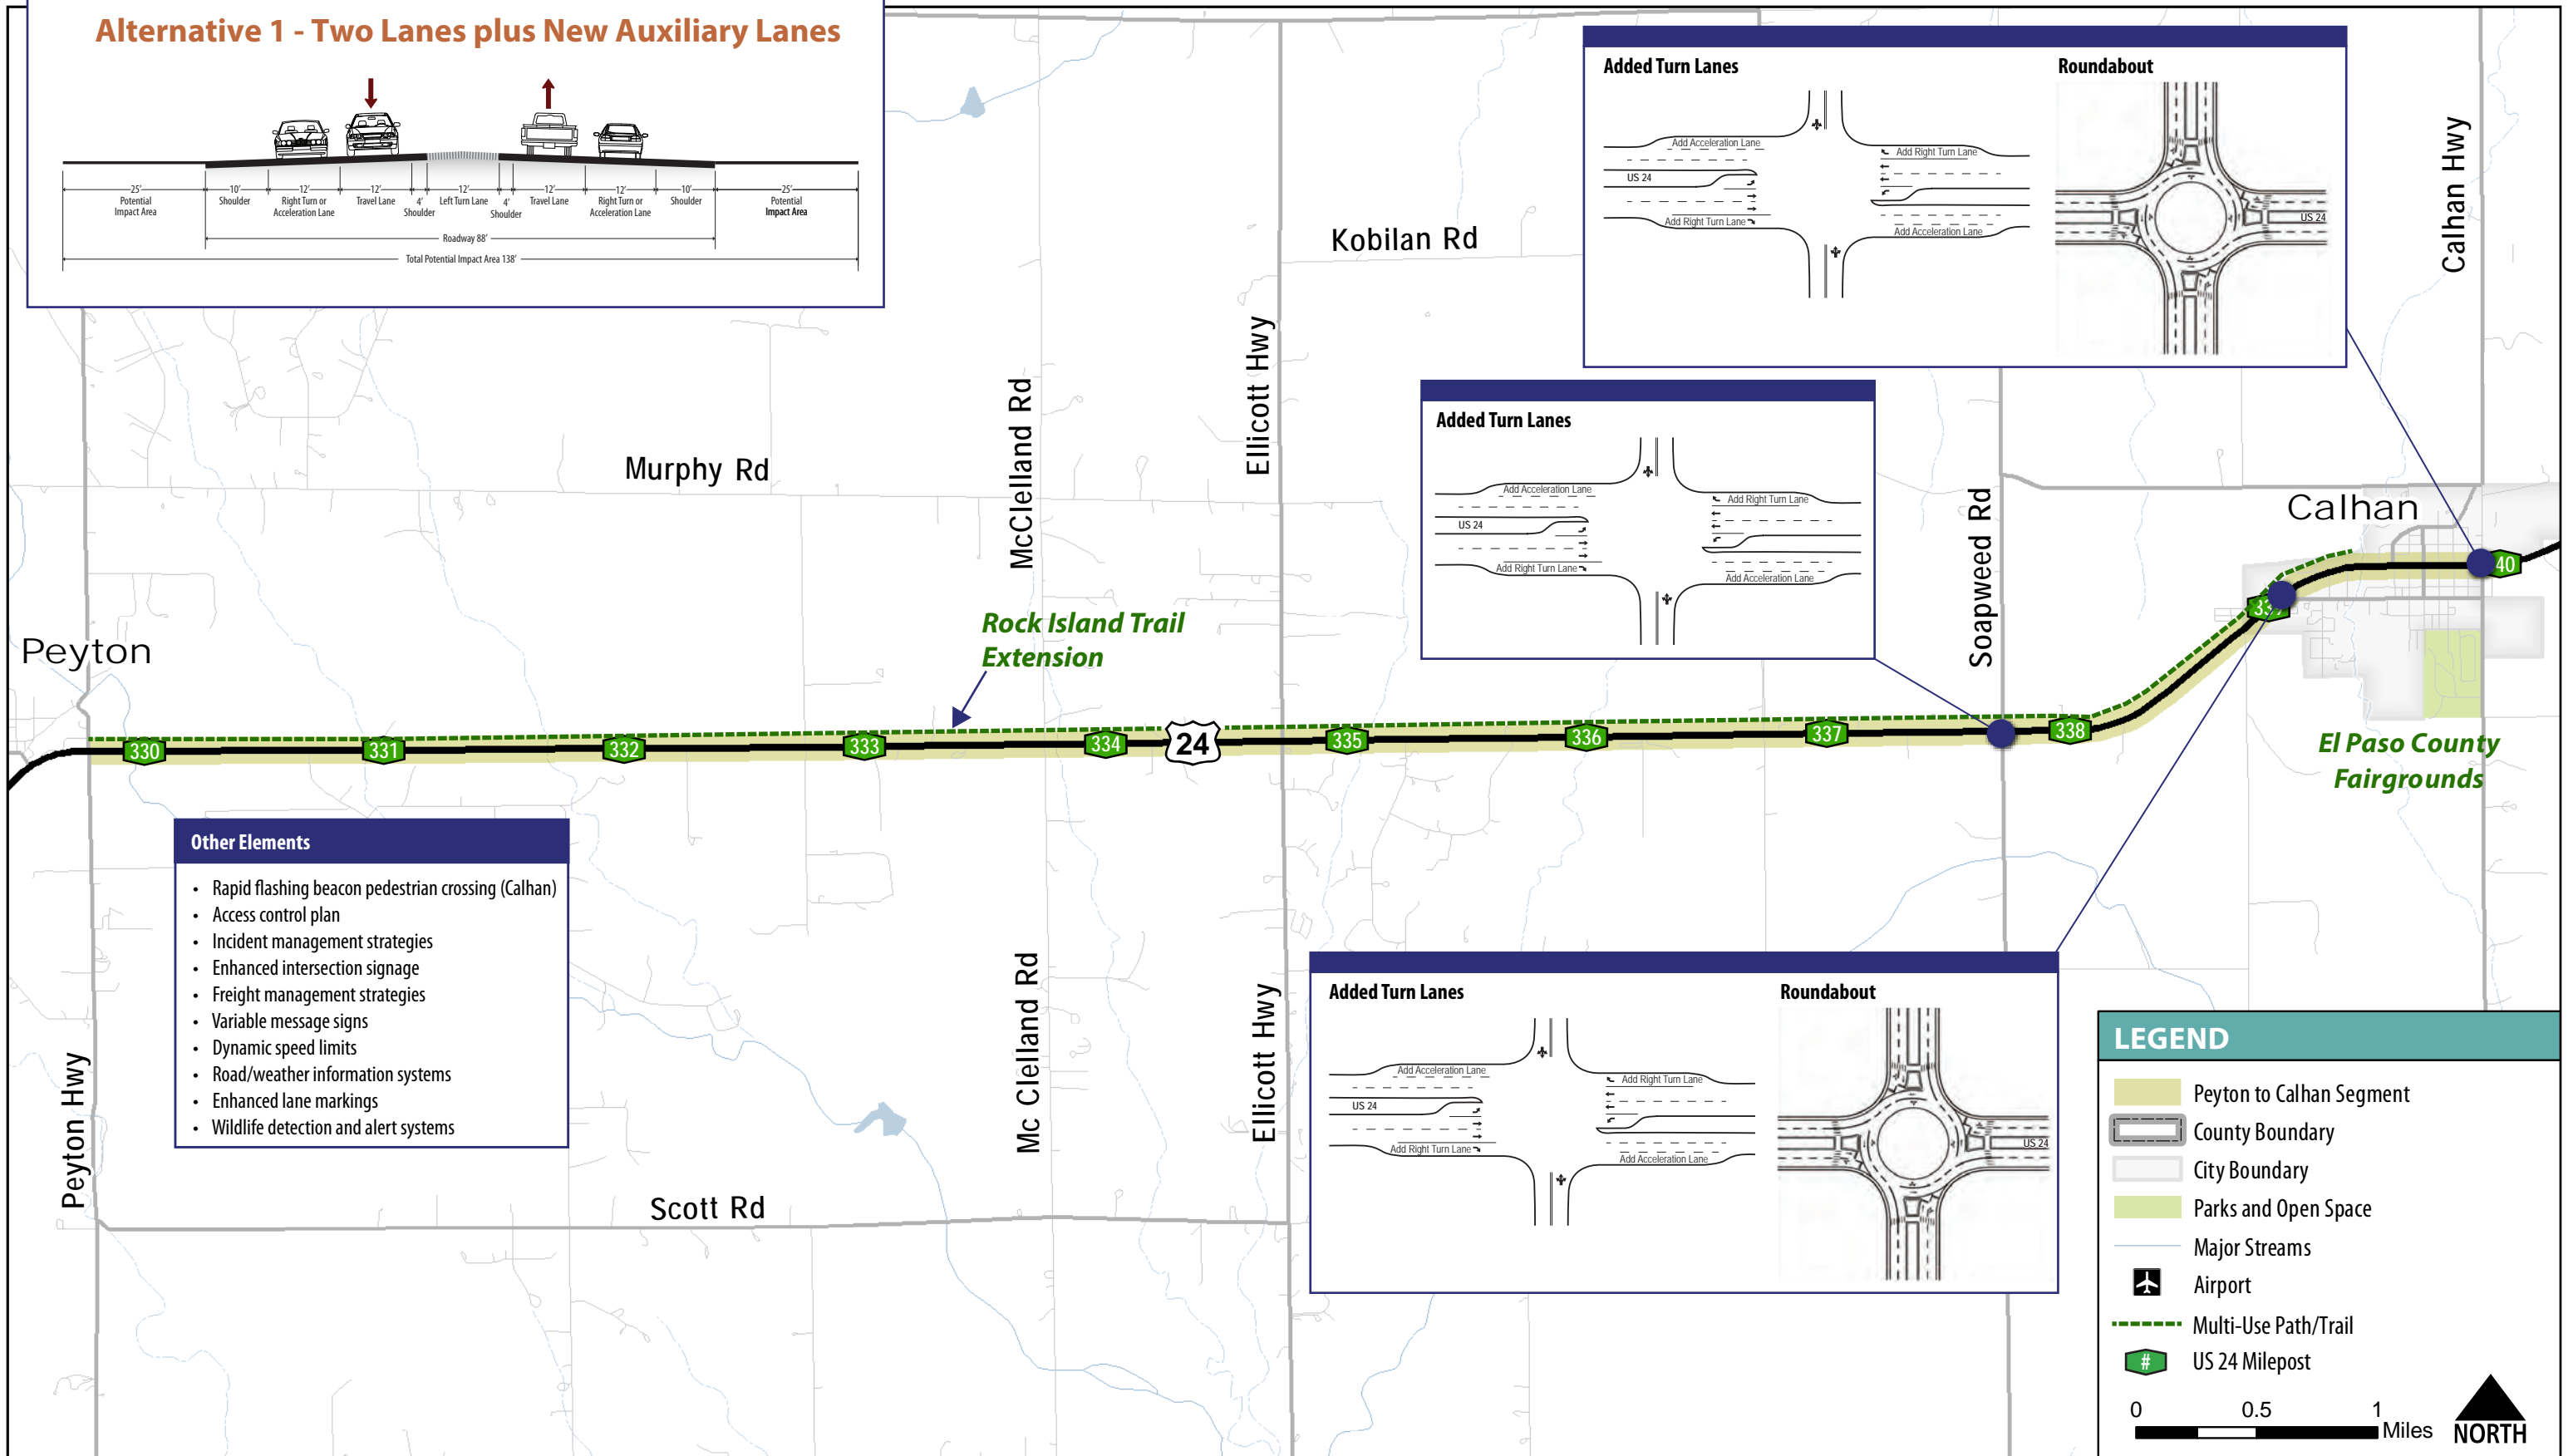 Alternative 1 - Two Lanes plus New Auxiliary Lanes
25'
10'
12'
12'
4'
12'
4'
12'
12'
10'
25'
Potential
Impact Area
Shoulder
Right Turn or
Acceleration Lane
Travel Lane
Shoulder
Left Turn Lane
Shoulder
Travel Lane
Right Turn or
Acceleration Lane
Shoulder
Potential
Impact Area
Roadway 88'
Total Potential Impact Area 138'
Added Turn Lanes
Roundabout
Add Acceleration Lane
Add Right Turn Lane
US 24
US 24
Add Right Turn Lane
Add Acceleration Lane
Calhan Hwy
Kobilan Rd
Ellicott Hwy
McClelland Rd
Murphy Rd
Added Turn Lanes
Add Acceleration Lane
Add Right Turn Lane
US 24
Add Right Turn Lane
Add Acceleration Lane
Soapweed Rd
Calhan
Peyton
Rock Island Trail
Extension
330
331
332
333
334
24
335
336
337
338
40
El Paso County
Fairgrounds
Other Elements
• Rapid flashing beacon pedestrian crossing (Calhan)
• Access control plan
• Incident management strategies
• Enhanced intersection signage
• Freight management strategies
• Variable message signs
• Dynamic speed limits
• Road/weather information systems
• Enhanced lane markings
• Wildlife detection and alert systems
Peyton Hwy
Mc Clelland Rd
Ellicott Hwy
Scott Rd
Added Turn Lanes
Roundabout
Add Acceleration Lane
Add Right Turn Lane
US 24
US 24
Add Right Turn Lane
Add Acceleration Lane
LEGEND
Peyton to Calhan Segment
County Boundary
City Boundary
Parks and Open Space
Major Streams
Airport
Multi-Use Path/Trail
# US 24 Milepost
0 0.5 1
Miles
NORTH